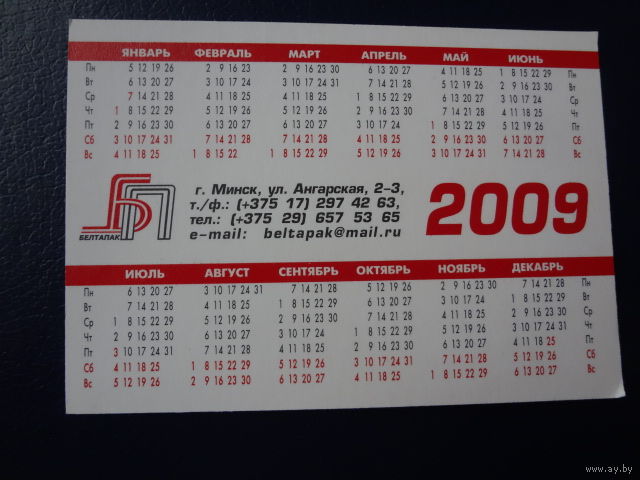 ЯНВАРЬ ФЕВРАЛЬ МАРТ АПРЕЛЬ МАЙ ИЮНЬ
Пн 5 12 19 26 2 9 16 23 2 9 16 23 30 6 13 20 27 4 11 18 25 1 8 15 22 29 Пн
Вт 6 13 20 27 3 10 17 24 3 10 17 24 31 7 14 21 28 5 12 19 26 2 9 16 23 30 Вт
Ср 7 14 21 28 4 11 18 25 4 11 18 25 1 8 15 22 29 6 13 20 27 3 10 17 24 Ср
Чт 1 8 15 22 29 5 12 19 26 5 12 19 26 2 9 16 23 30 7 14 21 28 4 11 18 25 Чт
Пт 2 9 16 23 30 6 13 20 27 6 13 20 27 3 10 17 24 1 8 15 22 29 5 12 19 26 Пт
Сб 3 10 17 24 31 7 14 21 28 7 14 21 28 4 11 18 25 2 9 16 23 30 6 13 20 27 Сб
Вс 4 11 18 25 1 8 15 22 1 8 15 22 29 5 12 19 26 3 10 17 24 31 7 14 21 28 Вс
БП
БЕЛТАПАК
г. Минск, ул. Ангарская, 2-3,
т./ф.: (+375 17) 297 42 63,
тел.: (+375 29) 657 53 65
e-mail: beltapak@mail.ru
2009
ИЮЛЬ АВГУСТ СЕНТЯБРЬ ОКТЯБРЬ НОЯБРЬ ДЕКАБРЬ
Пн 6 13 20 27 3 10 17 24 31 7 14 21 28 5 12 19 26 2 9 16 23 30 7 14 21 28 Пн
Вт 7 14 21 28 4 11 18 25 1 8 15 22 29 6 13 20 27 3 10 17 24 1 8 15 22 29 Вт
Ср 1 8 15 22 29 5 12 19 26 2 9 16 23 30 7 14 21 28 4 11 18 25 2 9 16 23 30 Ср
Чт 2 9 16 23 30 6 13 20 27 3 10 17 24 1 8 15 22 29 5 12 19 26 3 10 17 24 31 Чт
Пт 3 10 17 24 31 7 14 21 28 4 11 18 25 2 9 16 23 30 6 13 20 27 4 11 18 25 Пт
Сб 4 11 18 25 1 8 15 22 29 5 12 19 26 3 10 17 24 31 7 14 21 28 5 12 19 26 Сб
Вс 5 12 19 26 2 9 16 23 30 6 13 20 27 4 11 18 25 1 8 15 22 29 6 13 20 27 Вс
www.ay.by